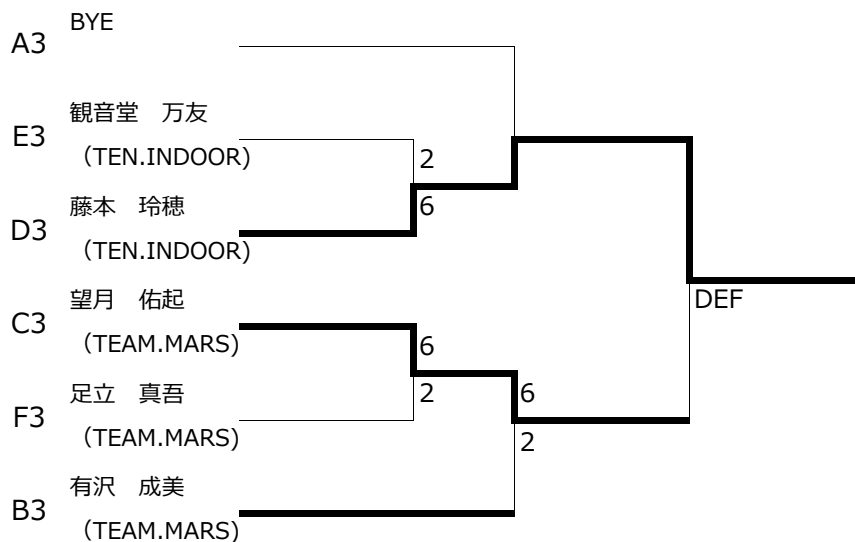 BYE
A3
観音堂　万友
E3
（TEN.INDOOR)
2
藤本　玲穂
6
D3
（TEN.INDOOR)
望月　佑起
DEF
C3
（TEAM.MARS)
6
足立　真吾
2
6
F3
（TEAM.MARS)
2
有沢　成美
B3
（TEAM.MARS)